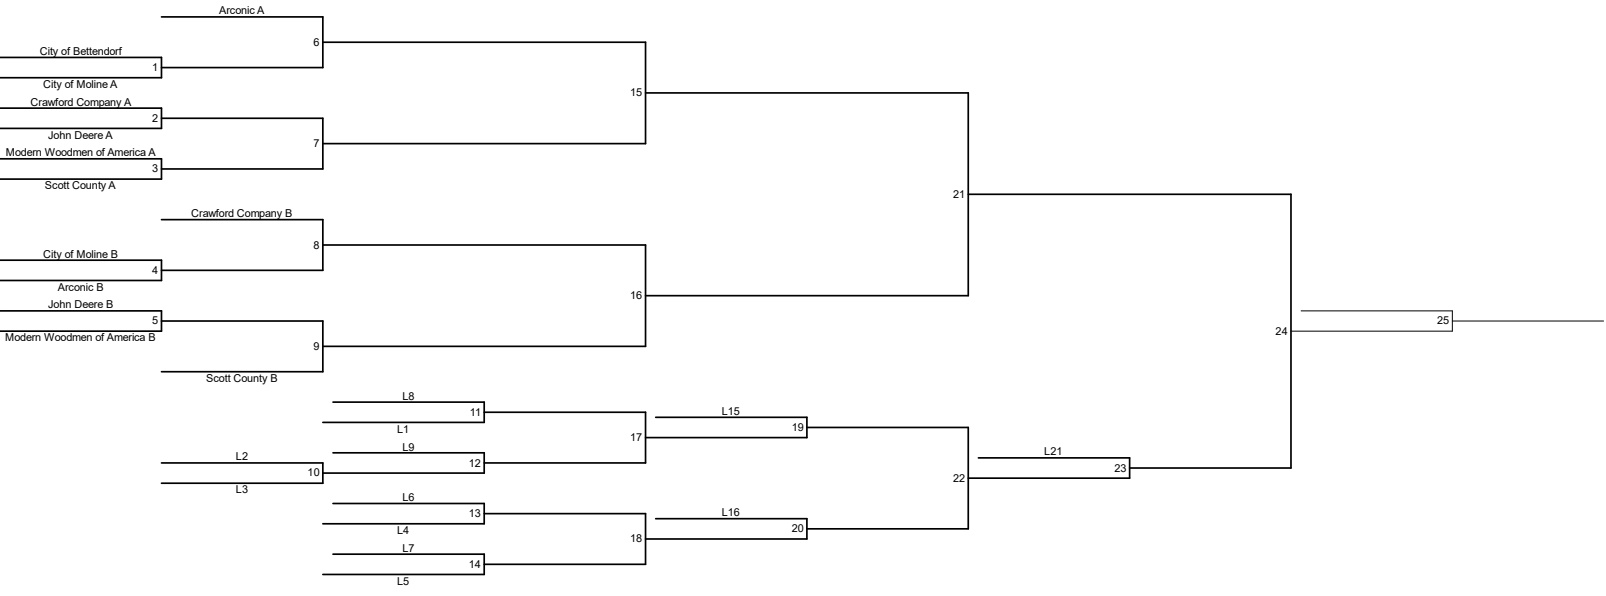 Arconic A
6
City of Bettendorf
1
City of Moline A
15
Crawford Company A
2
John Deere A
7
Modern Woodmen of America A
3
Scott County A
21
Crawford Company B
8
City of Moline B
4
Arconic B
16
John Deere B
5
Modern Woodmen of America B
9
Scott County B
24
25
L8
11
L1
L15
19
17
L9
12
L2
10
L3
L21
23
22
L6
13
L4
L16
20
18
L7
14
L5